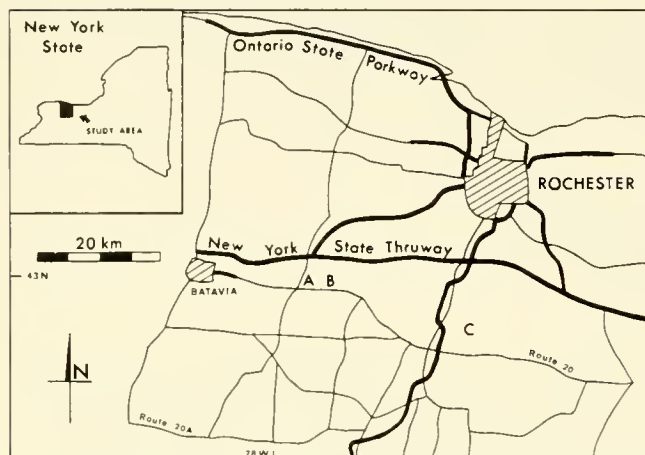 New York
State
STUDY AREA
Ontario State Parkway
ROCHESTER
20 km
New York State Thruway
43 N
BATAVIA
A B
C
N
Route 20
Route 20A